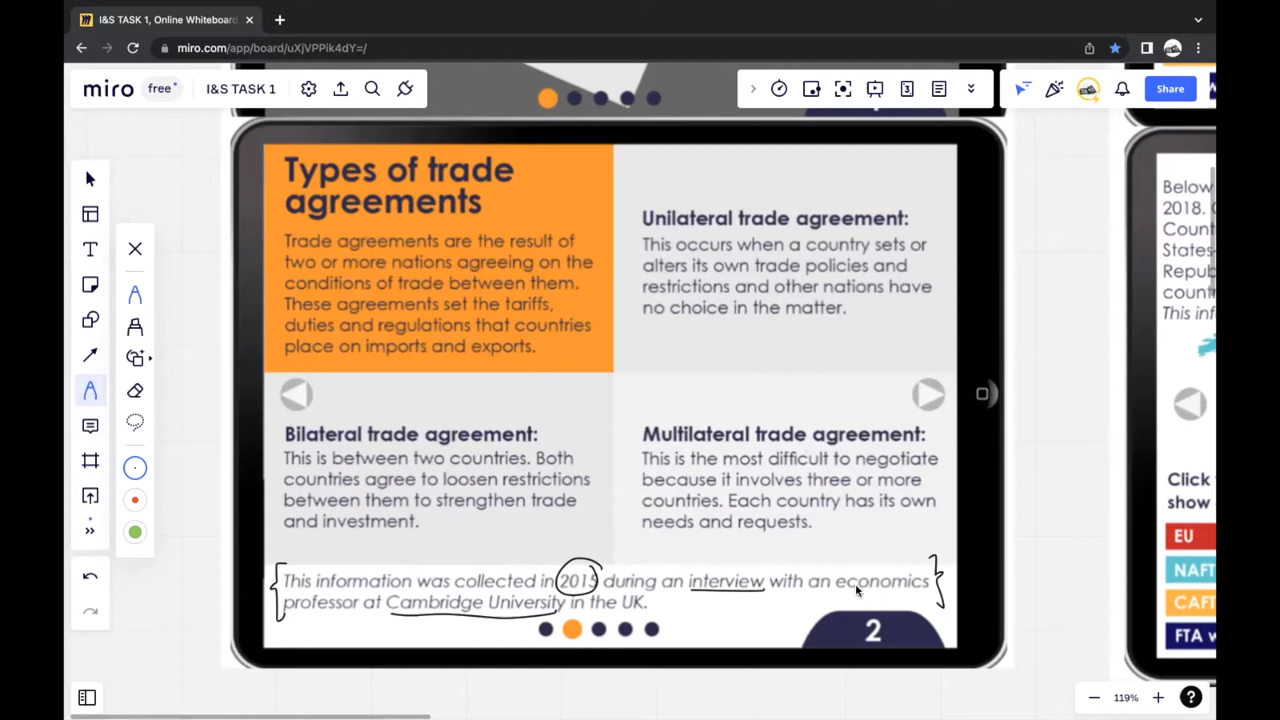 I&S TASK 1, Online Whiteboard
miro.com/app/board/uXjVPPik4dY=/
miro free I&S TASK 1
3
Share
Types of trade
agreements
Trade agreements are the result of
two or more nations agreeing on the
conditions of trade between them.
These agreements set the tariffs,
duties and regulations that countries
place on imports and exports.
Unilateral trade agreement:
This occurs when a country sets or
alters its own trade policies and
restrictions and other nations have
no choice in the matter.
Bilateral trade agreement:
This is between two countries. Both
countries agree to loosen restrictions
between them to strengthen trade
and investment.
Multilateral trade agreement:
This is the most difficult to negotiate
because it involves three or more
countries. Each country has its own
needs and requests.
This information was collected in 2015 during an interview with an economics
professor at Cambridge University in the UK.
2
Below
2018.
Count
States-
Repub
countr
This inf
Click
show
EU
NAFT
CAFT
FTA w
119%